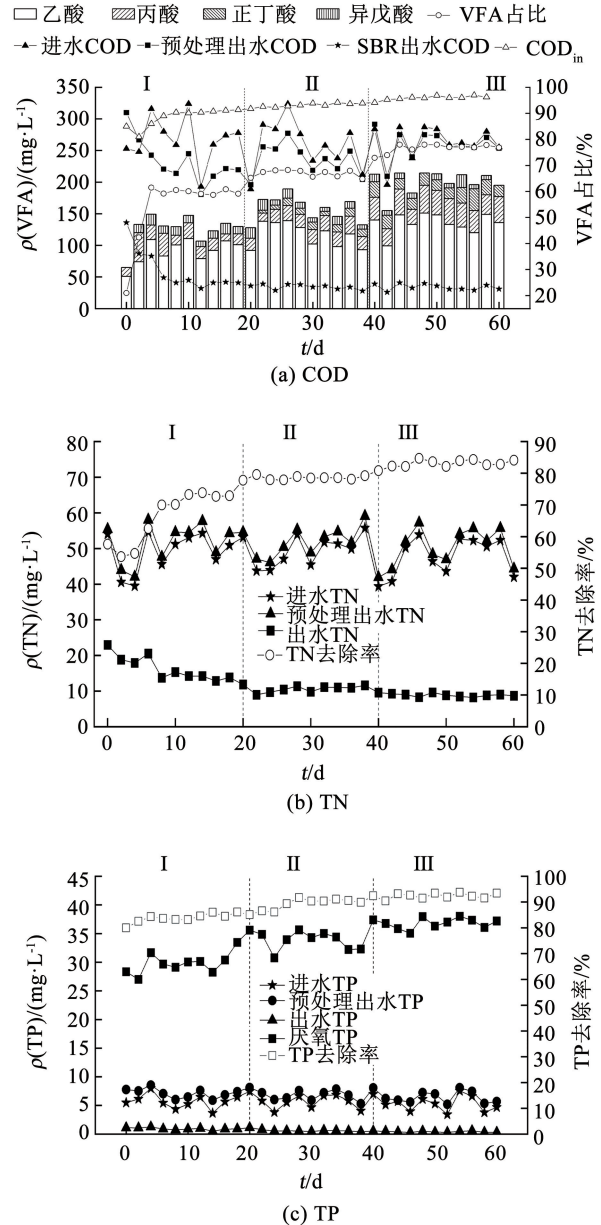 乙酸 丙酸 正丁酸 异戊酸 VFA占比
进水COD 预处理出水COD SBR出水COD CODin
I II III
350 300 250 200 150 100 50 0
ρ(VFA)/(mg·L-1)
100 90 80 70 60 50 40 30 20
VFA占比/%
0 10 20 30 40 50 60
t/d
(a) COD
I II III
80 70 60 50 40 30 20 10 0
ρ(TN)/(mg·L-1)
进水TN
预处理出水TN
出水TN
TN去除率
90 80 70 60 50 40 30 20 10 0
TN去除率/%
0 10 20 30 40 50 60
t/d
(b) TN
I II III
45 40 35 30 25 20 15 10 5 0
ρ(TP)/(mg·L-1)
进水TP
预处理出水TP
出水TP
厌氧TP
TP去除率
100 90 80 70 60 50 40 30 20 10 0
TP去除率/%
0 10 20 30 40 50 60
t/d
(c) TP